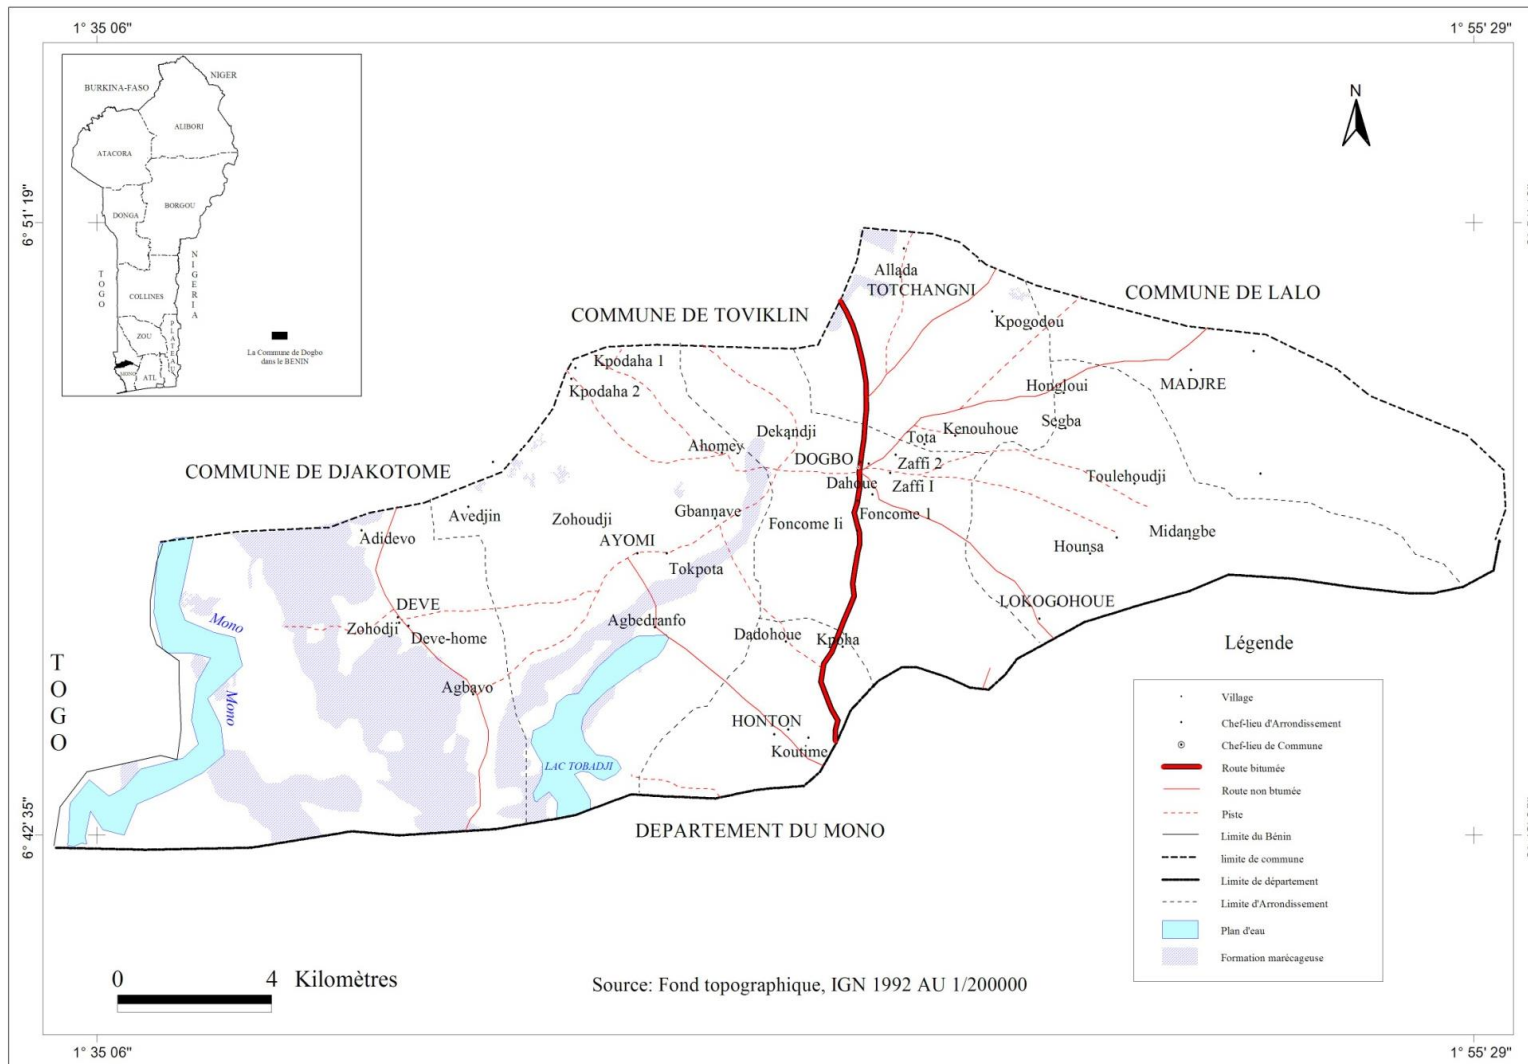 1° 35 06"
1° 55' 29"
6° 51' 19"
6° 42' 35"
1° 35 06"
1° 55' 29"
NIGER
BURKINA-FASO
ALIBORI
ATACORA
BORGOU
DONGA
TOGO
NIGERIA
COLLINES
ZOU
PLATEAU
ATL
MONO
La Commune de Dogbo
dans le BENIN
N
COMMUNE DE TOVIKLIN
COMMUNE DE LALO
COMMUNE DE DJAKOTOME
DEPARTEMENT DU MONO
TOGO
Allada
TOTCHANGNI
Kpogodou
Kpodaha 1
Kpodaha 2
Hongloui
MADJRE
Segba
Dekandji
Ahomey
Tota
Kenouhoue
DOGBO
Zaffi 2
Dahoue
Zaffi I
Toulehoudji
Avedjin
Zohoudji
Gbannave
Foncome Ii
Foncome 1
Adidevo
AYOMI
Tokpota
Hounsa
Midangbe
DEVE
Zohodji
Deve-home
Agbedranfo
Dadohoue
Kpoha
LOKOGOHOUE
Mono
Mono
Agbavo
HONTON
Koutime
LAC TOBADJI
Légende
Village
Chef-lieu d'Arrondissement
Chef-lieu de Commune
Route bitumée
Route non btumée
Piste
Limite du Bénin
limite de commune
Limite de département
Limite d'Arrondissement
Plan d'eau
Formation marécageuse
0 4 Kilomètres
Source: Fond topographique, IGN 1992 AU 1/200000